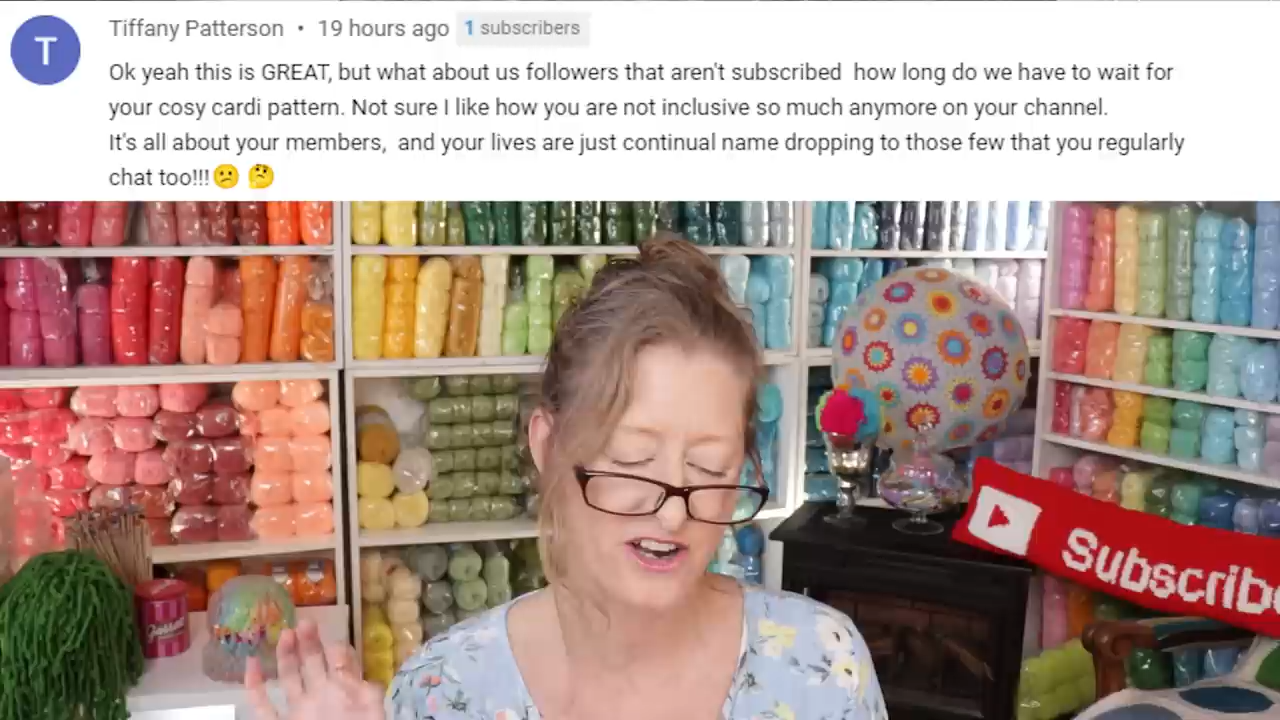 Tiffany Patterson • 19 hours ago 1 subscribers
T
Ok yeah this is GREAT, but what about us followers that aren't subscribed how long do we have to wait for
your cosy cardi pattern. Not sure I like how you are not inclusive so much anymore on your channel.
It's all about your members, and your lives are just continual name dropping to those few that you regularly
chat too!!!😕 🤔
Subscribe